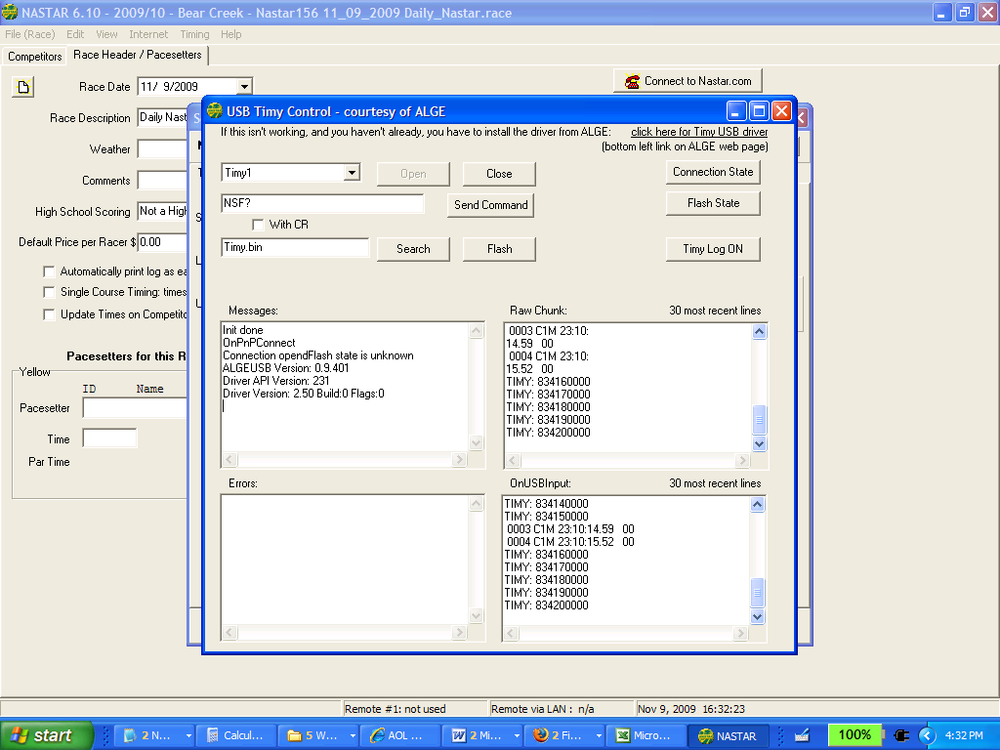 NASTAR 6.10 - 2009/10 - Bear Creek - Nastar156 11_09_2009 Daily_Nastar.race
File (Race) Edit View Internet Timing Help
Competitors Race Header / Pacesetters
Race Date 11/ 9/2009 Connect to Nastar.com
USB Timy Control - courtesy of ALGE
Race Description Daily Nast
If this isn't working, and you haven't already, you have to install the driver from ALGE: click here for Timy USB driver
(bottom left link on ALGE web page)
Weather
Comments
High School Scoring Not a Hig
Default Price per Racer $ 0.00
Automatically print log as ea
Single Course Timing: times
Update Times on Competito
Timy1 Open Close Connection State
NSF? Send Command Flash State
With CR
Timy.bin Search Flash Timy Log ON
Pacesetters for this R
Yellow
ID Name
Pacesetter
Time
Par Time
Messages:
Init done
OnPnPConnect
Connection opendFlash state is unknown
ALGEUSB Version: 0.9.401
Driver API Version: 231
Driver Version: 2.50 Build:0 Flags:0
Raw Chunk: 30 most recent lines
0003 C1M 23:10:
14.59 00
0004 C1M 23:10:
15.52 00
TIMY: 834160000
TIMY: 834170000
TIMY: 834180000
TIMY: 834190000
TIMY: 834200000
Errors:
OnUSBInput: 30 most recent lines
TIMY: 834140000
TIMY: 834150000
0003 C1M 23:10:14.59 00
0004 C1M 23:10:15.52 00
TIMY: 834160000
TIMY: 834170000
TIMY: 834180000
TIMY: 834190000
TIMY: 834200000
Remote #1: not used Remote via LAN : n/a Nov 9, 2009 16:32:23
start 2 N... Calcul... 5 W... AOL ... 2 Mi... 2 Fi... Micro... NASTAR 100% 4:32 PM